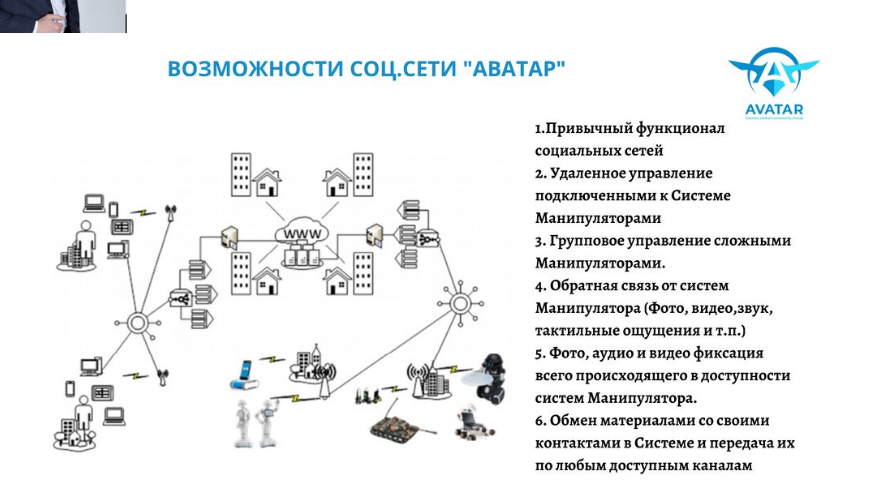 ВОЗМОЖНОСТИ СОЦ.СЕТИ "АВАТАР"
AVATAR
1.Привычный функционал
социальных сетей
2. Удаленное управление
подключенными к Системе
Манипуляторами
3. Групповое управление сложными
Манипуляторами.
4. Обратная связь от систем
Манипулятора (Фото, видео,звук,
тактильные ощущения и т.п.)
5. Фото, аудио и видео фиксация
всего происходящего в доступности
систем Манипулятора.
6. Обмен материалами со своими
контактами в Системе и передача их
по любым доступным каналам
WWW